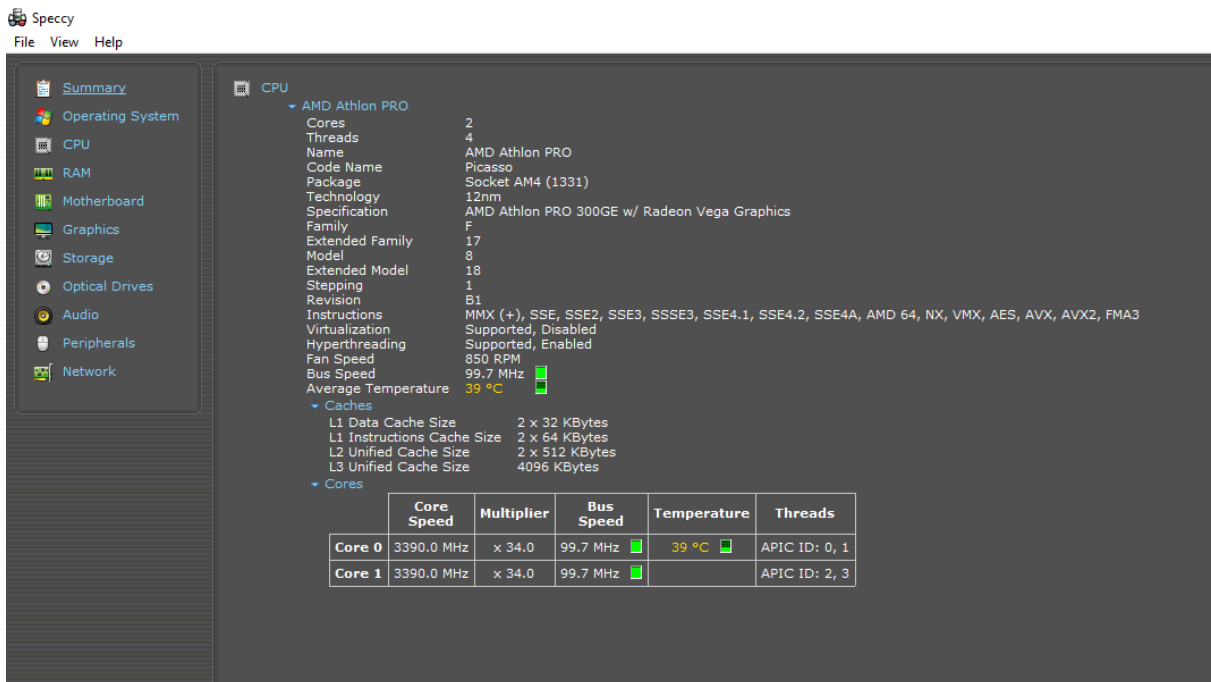 Speccy
File View Help
Summary
Operating System
CPU
RAM
Motherboard
Graphics
Storage
Optical Drives
Audio
Peripherals
Network
CPU
AMD Athlon PRO
Cores 2
Threads 4
Name AMD Athlon PRO
Code Name Picasso
Package Socket AM4 (1331)
Technology 12nm
Specification AMD Athlon PRO 300GE w/ Radeon Vega Graphics
Family F
Extended Family 17
Model 8
Extended Model 18
Stepping 1
Revision B1
Instructions MMX (+), SSE, SSE2, SSE3, SSSE3, SSE4.1, SSE4.2, SSE4A, AMD 64, NX, VMX, AES, AVX, AVX2, FMA3
Virtualization Supported, Disabled
Hyperthreading Supported, Enabled
Fan Speed 850 RPM
Bus Speed 99.7 MHz
Average Temperature 39 °C
Caches
L1 Data Cache Size 2 x 32 KBytes
L1 Instructions Cache Size 2 x 64 KBytes
L2 Unified Cache Size 2 x 512 KBytes
L3 Unified Cache Size 4096 KBytes
Cores
Core Speed Multiplier Bus Speed Temperature Threads
Core 0 3390.0 MHz x 34.0 99.7 MHz 39 °C APIC ID: 0, 1
Core 1 3390.0 MHz x 34.0 99.7 MHz APIC ID: 2, 3